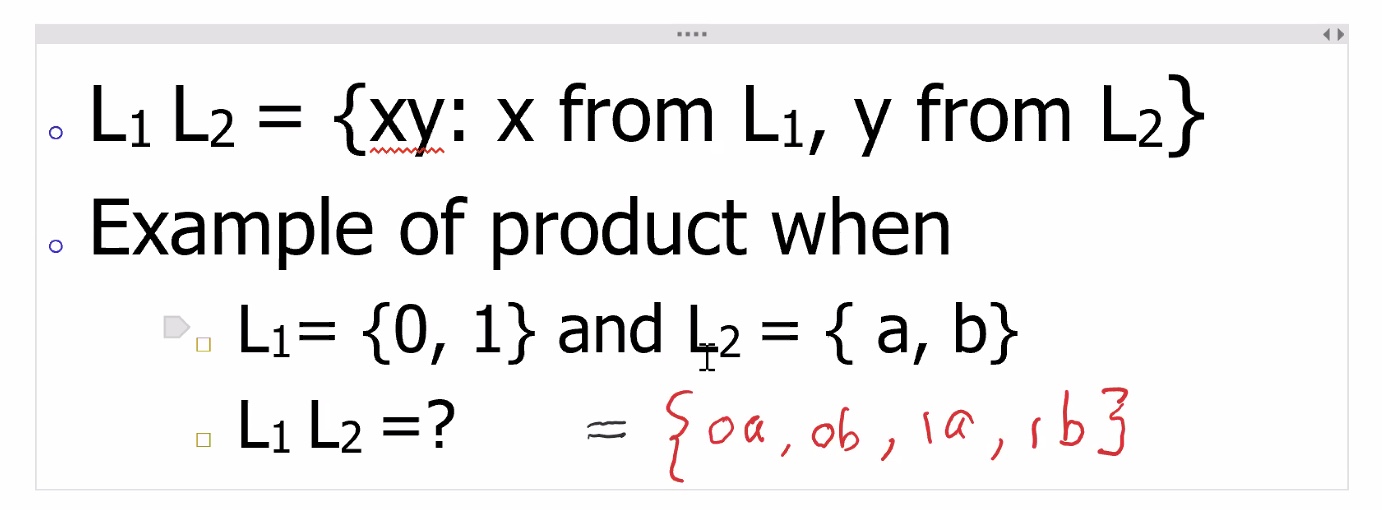 L1 L2 = {xy: x from L1, y from L2}
Example of product when
L1= {0, 1} and L2 = { a, b}
L1 L2 =? = {0a, 0b, 1a, 1b}